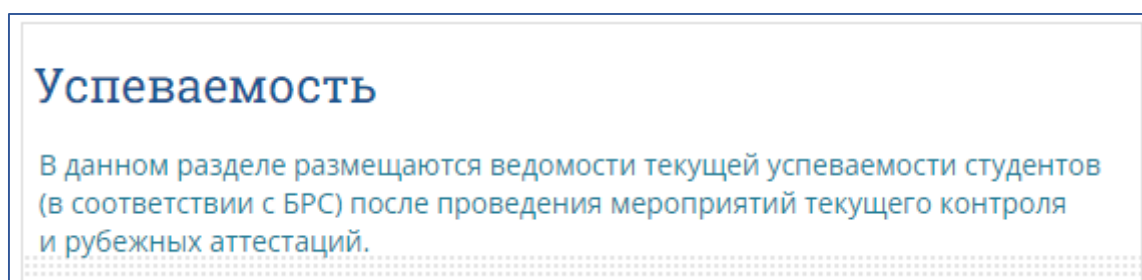 Успеваемость
В данном разделе размещаются ведомости текущей успеваемости студентов
(в соответствии с БРС) после проведения мероприятий текущего контроля
и рубежных аттестаций.